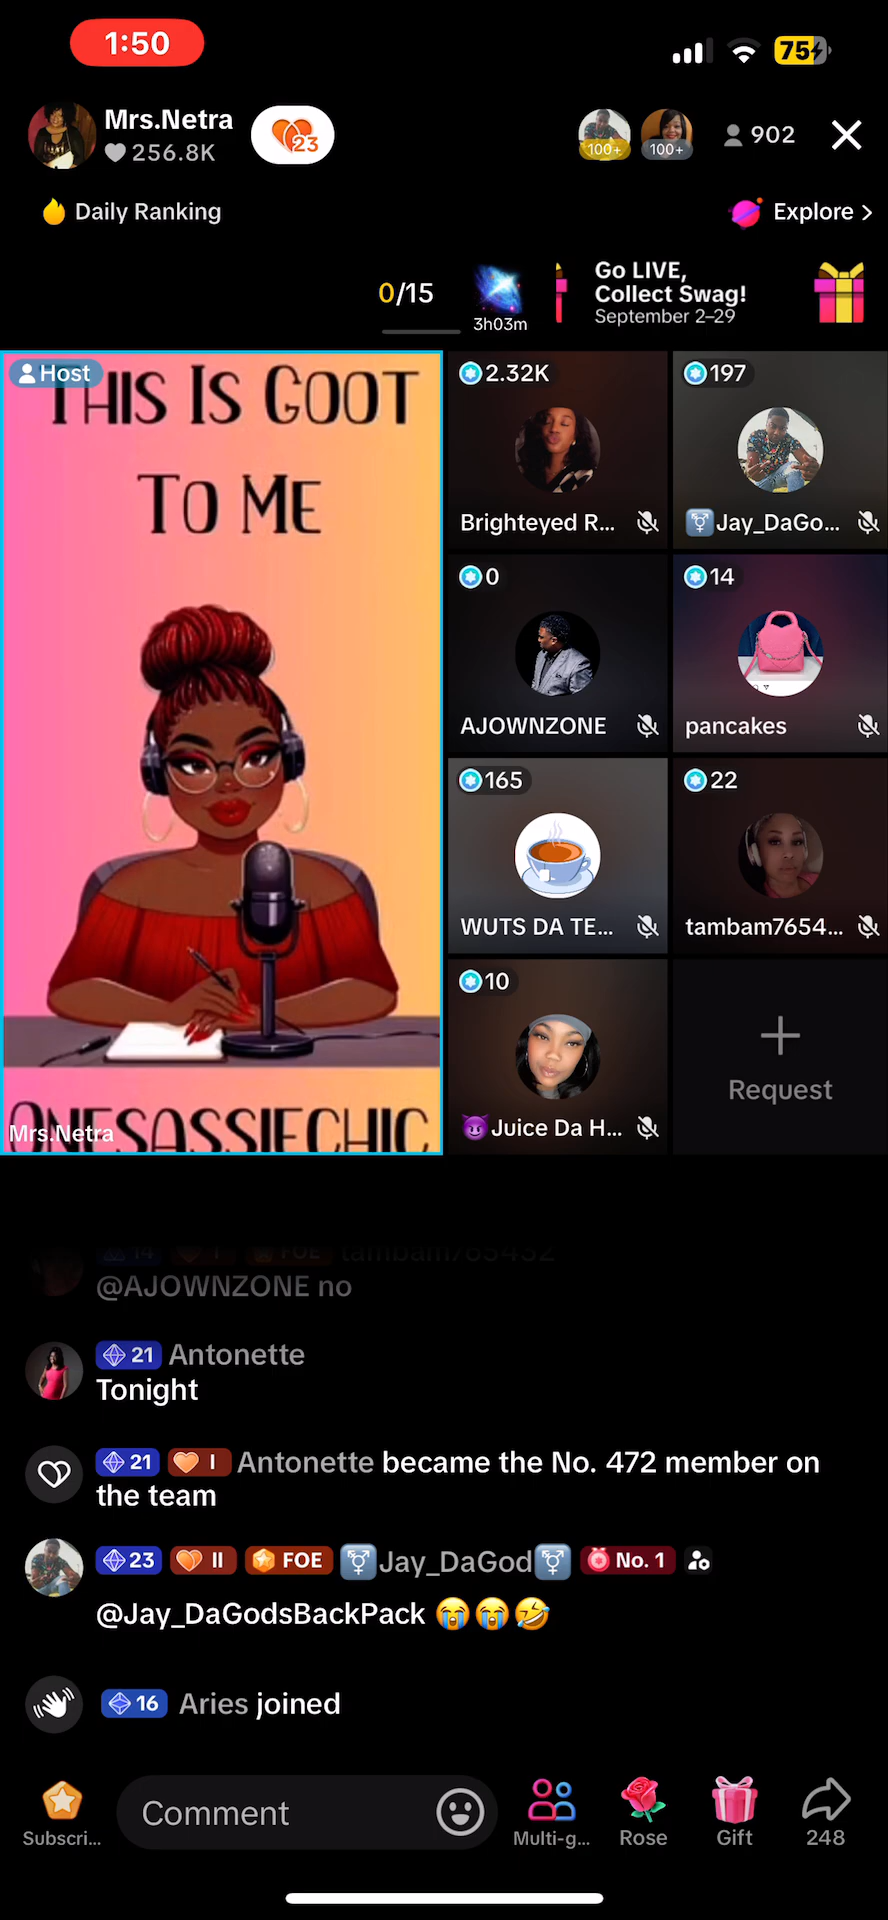 1:50
75
Mrs.Netra
256.8K
23
100+
100+
902
Daily Ranking
Explore >
0/15
3h03m
Go LIVE,
Collect Swag!
September 2–29
Host
THIS IS GOOT
TO ME
ONESASSIECHIC
Mrs.Netra
2.32K
Brighteyed R...
197
Jay_DaGo...
0
AJOWNZONE
14
pancakes
165
WUTS DA TE...
22
tambam7654...
10
Juice Da H...
Request
14 I FOE tambam765432
@AJOWNZONE no
21 Antonette
Tonight
21 I Antonette became the No. 472 member on
the team
23 II FOE Jay_DaGod No. 1
@Jay_DaGodsBackPack
16 Aries joined
Subscri...
Comment
Multi-g...
Rose
Gift
248